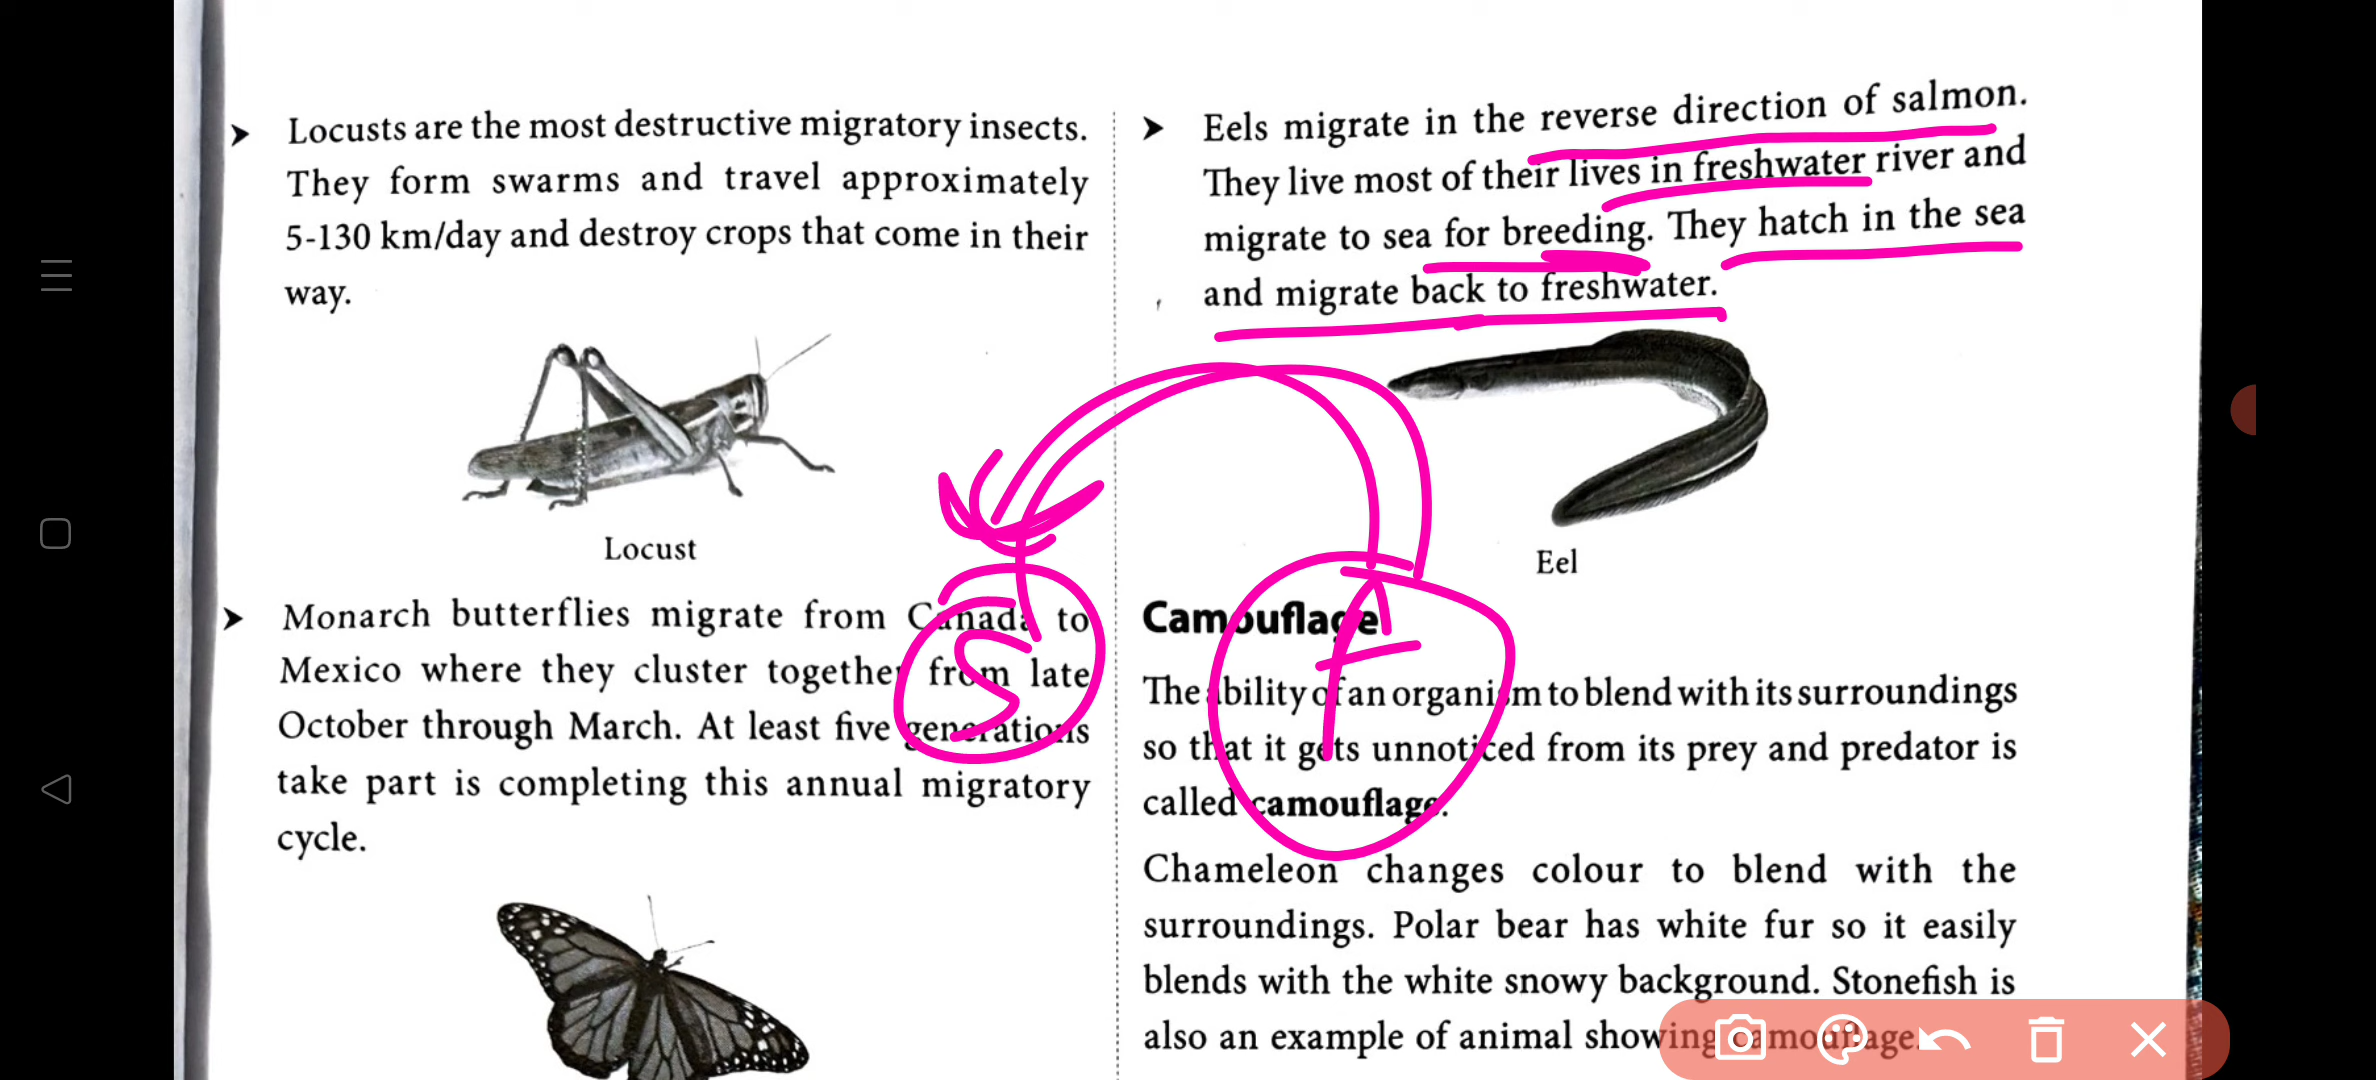 ➤ Locusts are the most destructive migratory insects.
They form swarms and travel approximately
5-130 km/day and destroy crops that come in their
way.
Locust
➤ Monarch butterflies migrate from Canada to
Mexico where they cluster together from late
October through March. At least five generations
take part is completing this annual migratory
cycle.
➤ Eels migrate in the reverse direction of salmon.
They live most of their lives in freshwater river and
migrate to sea for breeding. They hatch in the sea
and migrate back to freshwater.
Eel
S
F
Camouflage
The ability of an organism to blend with its surroundings
so that it gets unnoticed from its prey and predator is
called camouflage.
Chameleon changes colour to blend with the
surroundings. Polar bear has white fur so it easily
blends with the white snowy background. Stonefish is
also an example of animal showing camouflage.